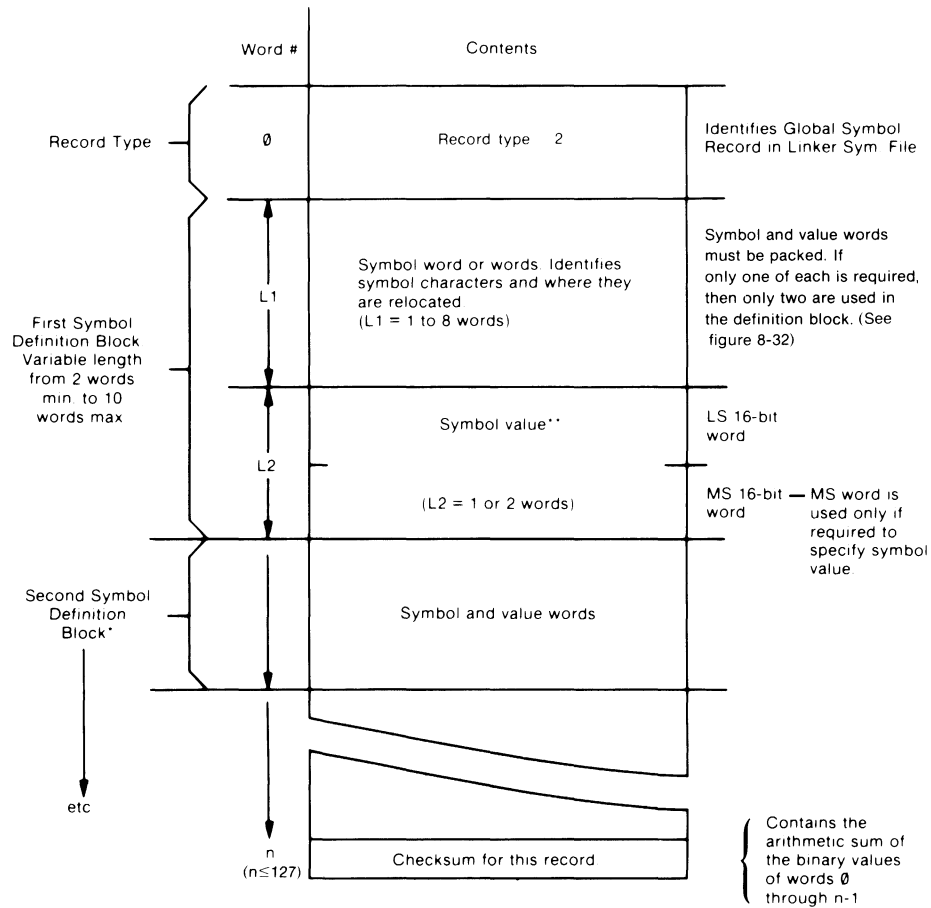 Word #
Contents
Record Type
Ø
Record type 2
Identifies Global Symbol
Record in Linker Sym File
First Symbol
Definition Block
Variable length
from 2 words
min. to 10
words max
L1
Symbol word or words. Identifies
symbol characters and where they
are relocated.
(L1 = 1 to 8 words)
Symbol and value words
must be packed. If
only one of each is required,
then only two are used in
the definition block. (See
figure 8-32)
L2
Symbol value**
(L2 = 1 or 2 words)
LS 16-bit
word
MS 16-bit
word
MS word is
used only if
required to
specify symbol
value.
Second Symbol
Definition
Block*
Symbol and value words
etc
n
(n≤127)
Checksum for this record
Contains the
arithmetic sum of
the binary values
of words Ø
through n-1